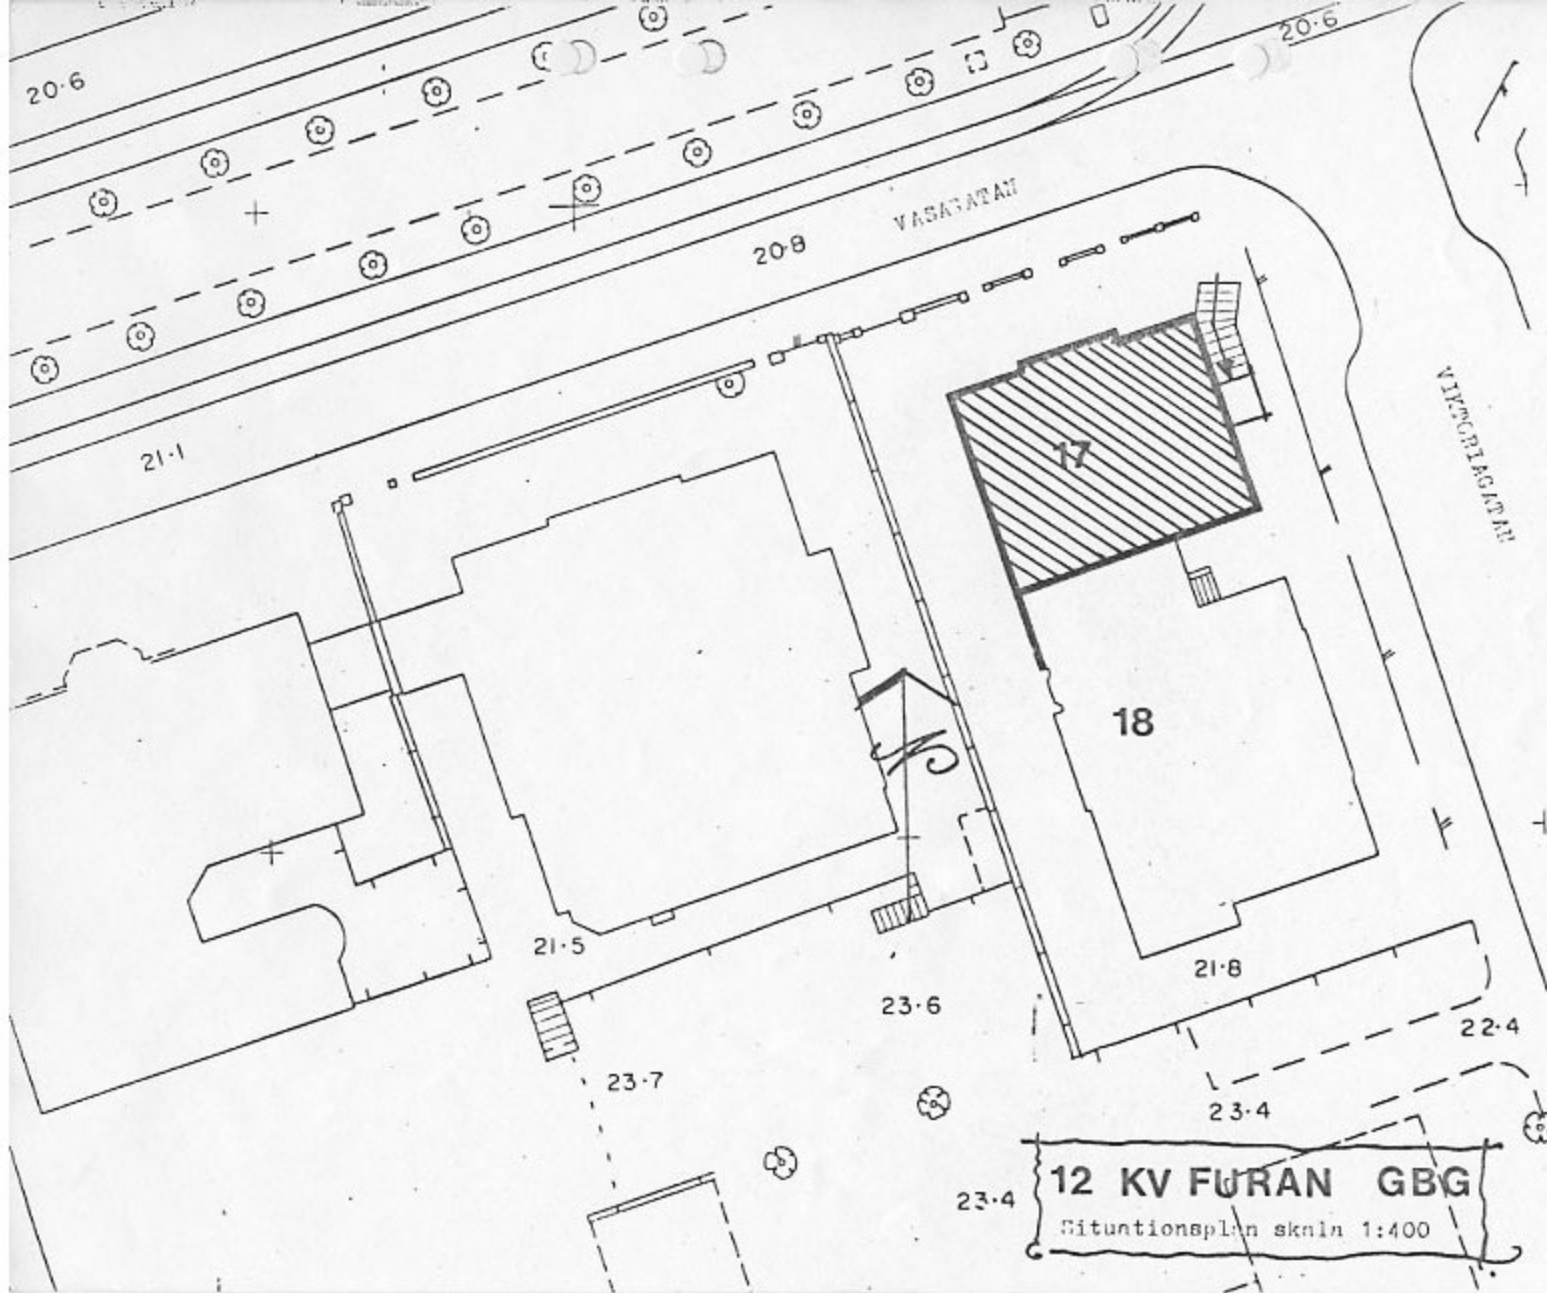 20·6
20·6
VASAGATAN
20·8
21·1
VIKTORIAGATAN
17
18
N
21·5
21·8
23·6
22·4
23·7
23·4
23·4
12 KV FURAN GBG
Situationsplan skala 1:400